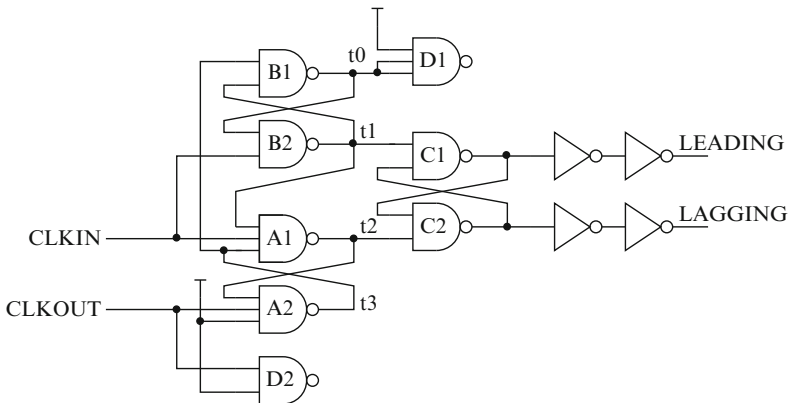 t0
B1
D1
t1
B2
C1
LEADING
CLKIN
A1
t2
C2
LAGGING
CLKOUT
A2
t3
D2